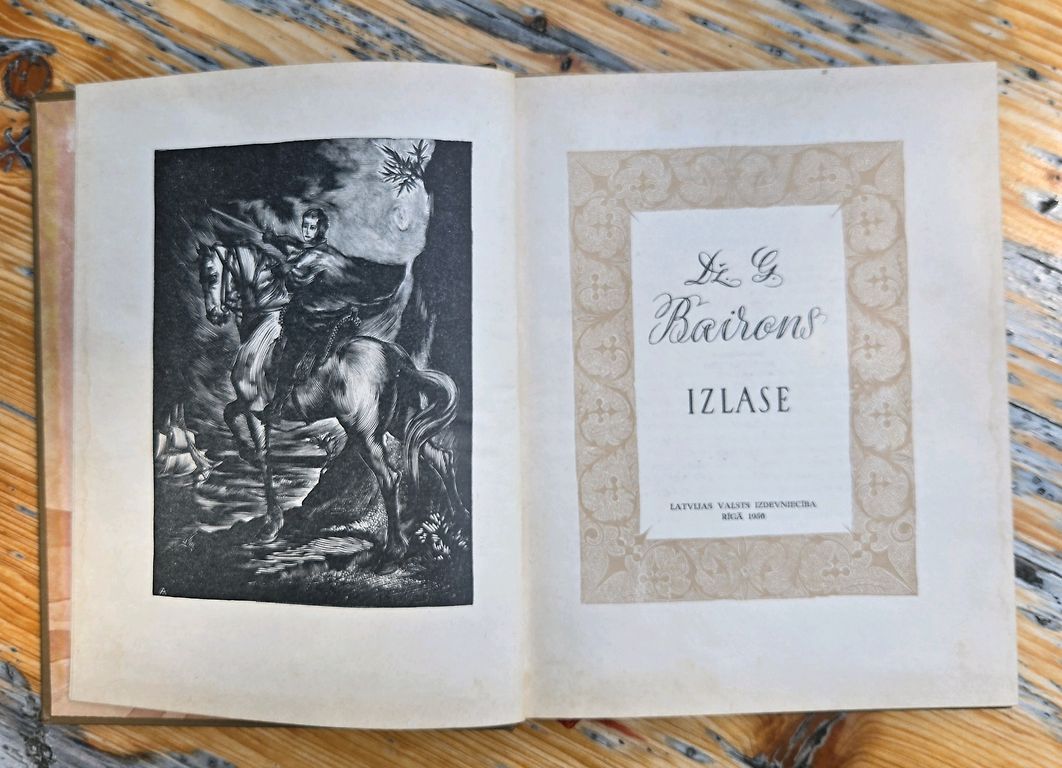 Dž. G.
Bairons
IZLASE
LATVIJAS VALSTS IZDEVNIECĪBA
RĪGĀ 1956